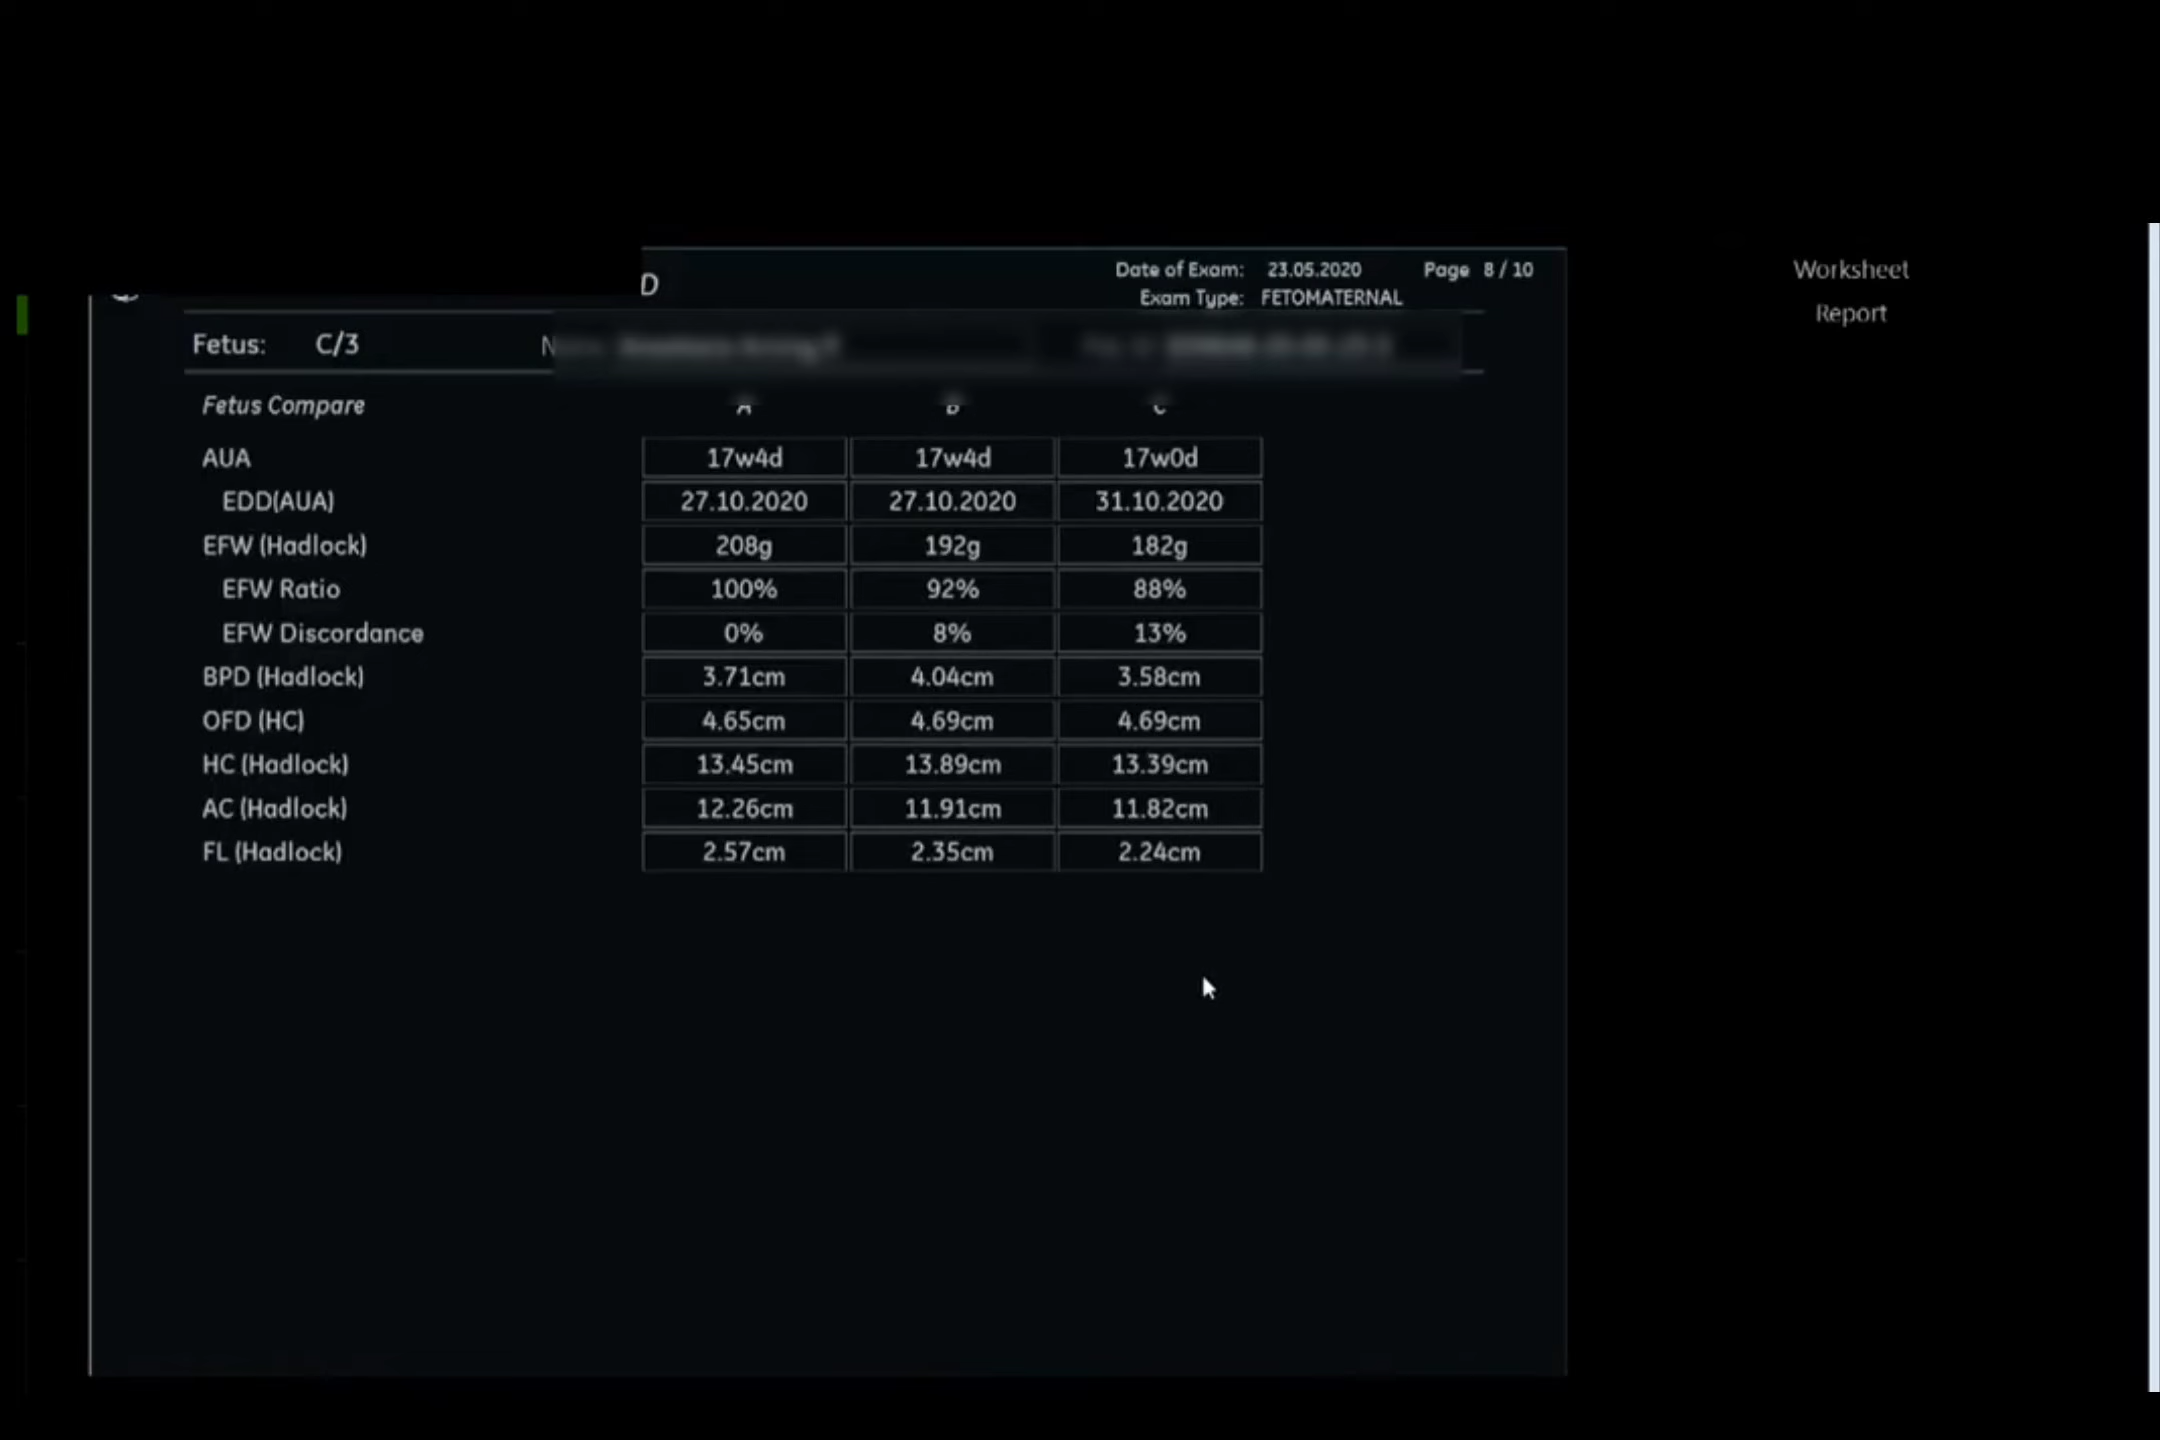 D Date of Exam: 23.05.2020 Page 8 / 10
Exam Type: FETOMATERNAL
Worksheet
Report
Fetus: C/3
Fetus Compare A B C
AUA 17w4d 17w4d 17w0d
EDD(AUA) 27.10.2020 27.10.2020 31.10.2020
EFW (Hadlock) 208g 192g 182g
EFW Ratio 100% 92% 88%
EFW Discordance 0% 8% 13%
BPD (Hadlock) 3.71cm 4.04cm 3.58cm
OFD (HC) 4.65cm 4.69cm 4.69cm
HC (Hadlock) 13.45cm 13.89cm 13.39cm
AC (Hadlock) 12.26cm 11.91cm 11.82cm
FL (Hadlock) 2.57cm 2.35cm 2.24cm